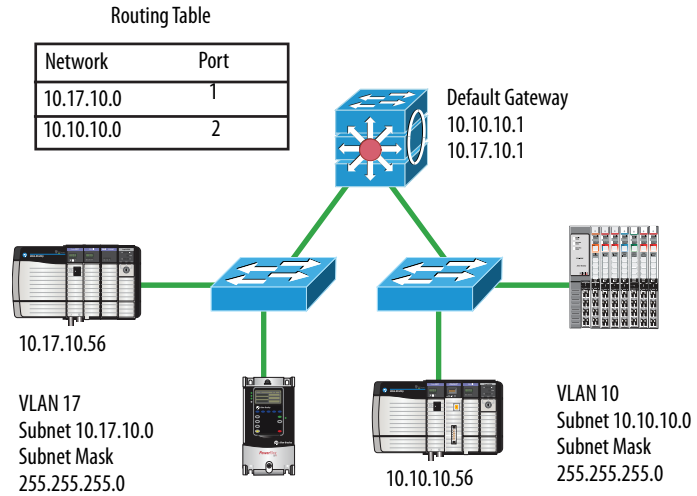 Routing Table
Network Port
10.17.10.0 1
10.10.10.0 2
Default Gateway
10.10.10.1
10.17.10.1
10.17.10.56
VLAN 17
Subnet 10.17.10.0
Subnet Mask
255.255.255.0
10.10.10.56
VLAN 10
Subnet 10.10.10.0
Subnet Mask
255.255.255.0